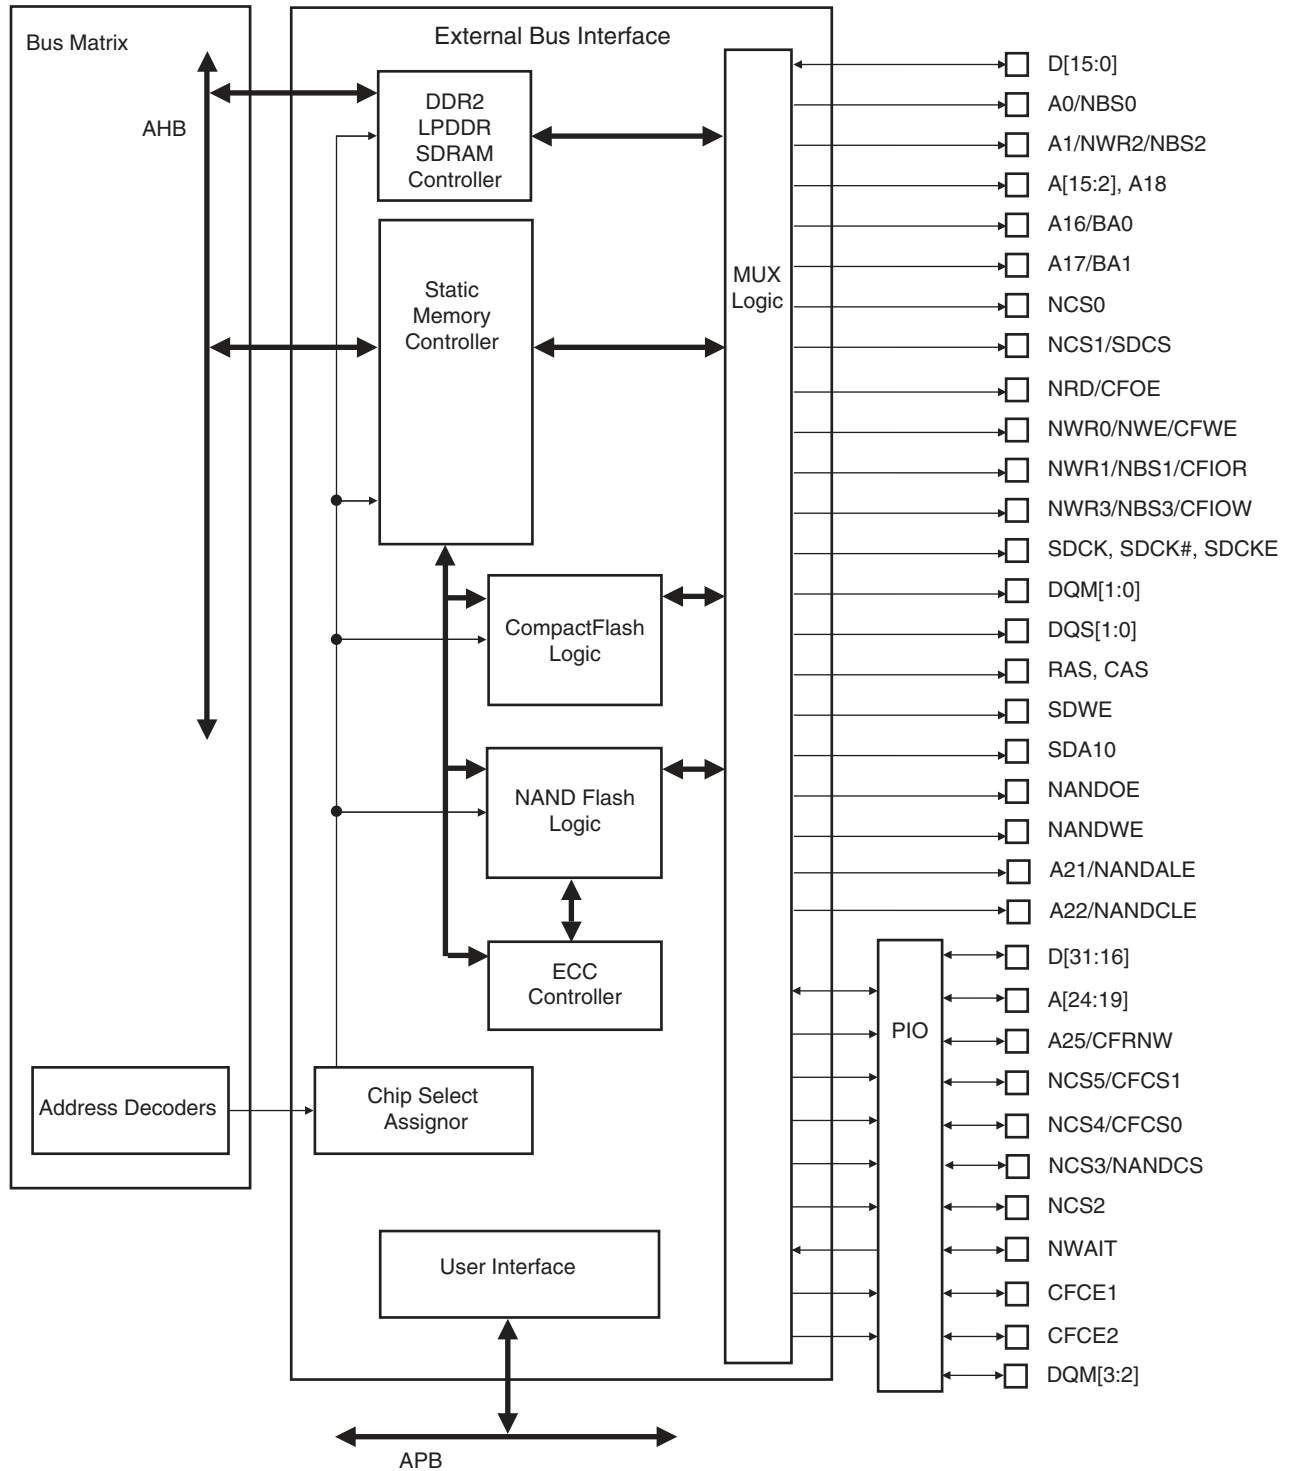 Bus Matrix
AHB
Address Decoders
External Bus Interface
DDR2
LPDDR
SDRAM
Controller
Static
Memory
Controller
CompactFlash
Logic
NAND Flash
Logic
ECC
Controller
Chip Select
Assignor
User Interface
APB
MUX
Logic
PIO
D[15:0]
A0/NBS0
A1/NWR2/NBS2
A[15:2], A18
A16/BA0
A17/BA1
NCS0
NCS1/SDCS
NRD/CFOE
NWR0/NWE/CFWE
NWR1/NBS1/CFIOR
NWR3/NBS3/CFIOW
SDCK, SDCK#, SDCKE
DQM[1:0]
DQS[1:0]
RAS, CAS
SDWE
SDA10
NANDOE
NANDWE
A21/NANDALE
A22/NANDCLE
D[31:16]
A[24:19]
A25/CFRNW
NCS5/CFCS1
NCS4/CFCS0
NCS3/NANDCS
NCS2
NWAIT
CFCE1
CFCE2
DQM[3:2]